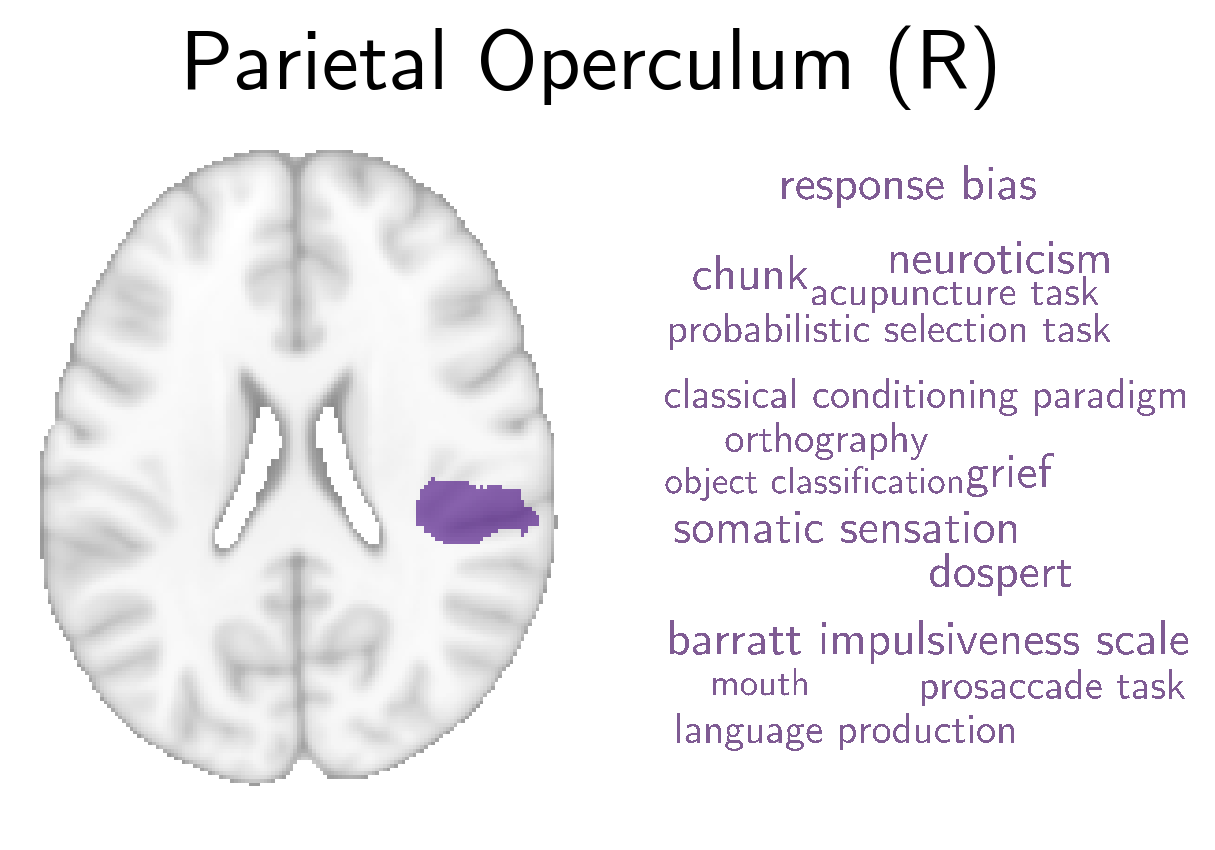 Parietal Operculum (R)
response bias
neuroticism
chunk
acupuncture task
probabilistic selection task
classical conditioning paradigm
orthography
grief
object classification
somatic sensation
dospert
barratt impulsiveness scale
mouth
prosaccade task
language production